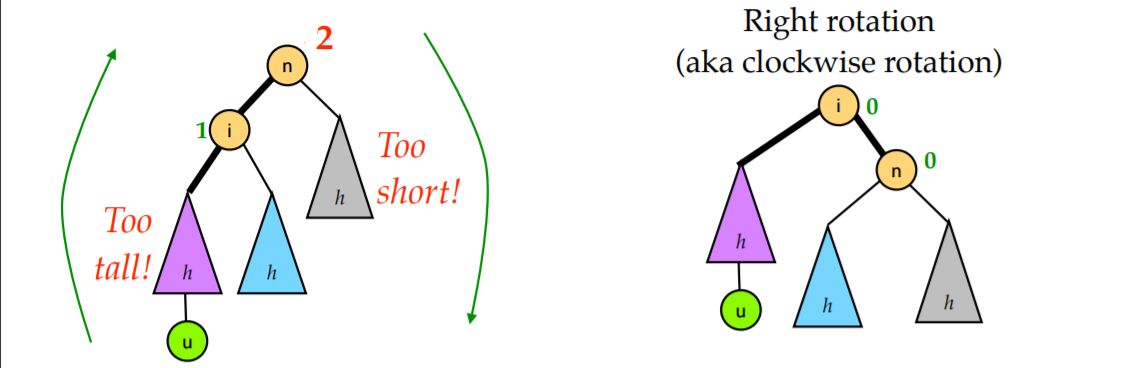 2
n
1
i
Too
short!
h
Too
tall!
h
h
u
Right rotation
(aka clockwise rotation)
i
0
n
0
h
h
h
u